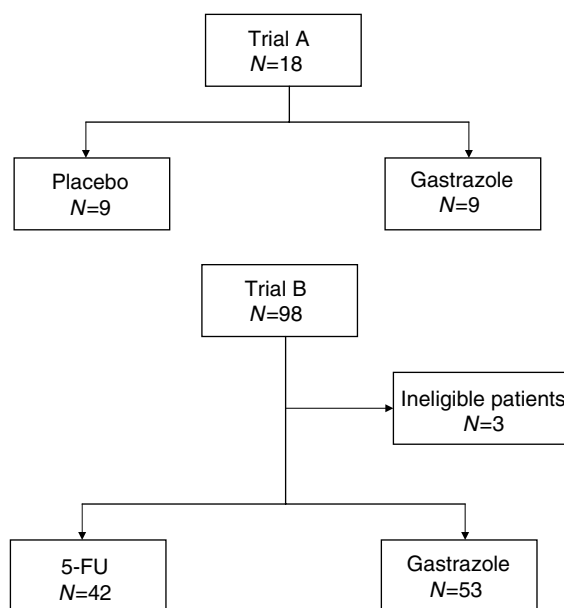 Trial A
N=18
Placebo
N=9
Gastrazole
N=9
Trial B
N=98
Ineligible patients
N=3
5-FU
N=42
Gastrazole
N=53